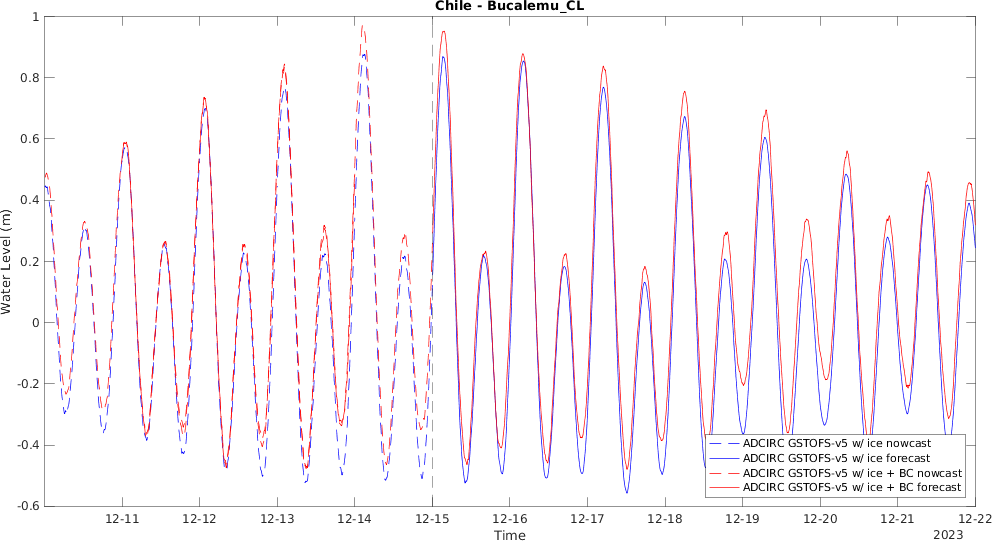 Chile - Bucalemu_CL
1
0.8
0.6
0.4
0.2
0
-0.2
-0.4
-0.6
Water Level (m)
12-11 12-12 12-13 12-14 12-15 12-16 12-17 12-18 12-19 12-20 12-21 12-22
Time
2023
ADCIRC GSTOFS-v5 w/ ice nowcast
ADCIRC GSTOFS-v5 w/ ice forecast
ADCIRC GSTOFS-v5 w/ ice + BC nowcast
ADCIRC GSTOFS-v5 w/ ice + BC forecast